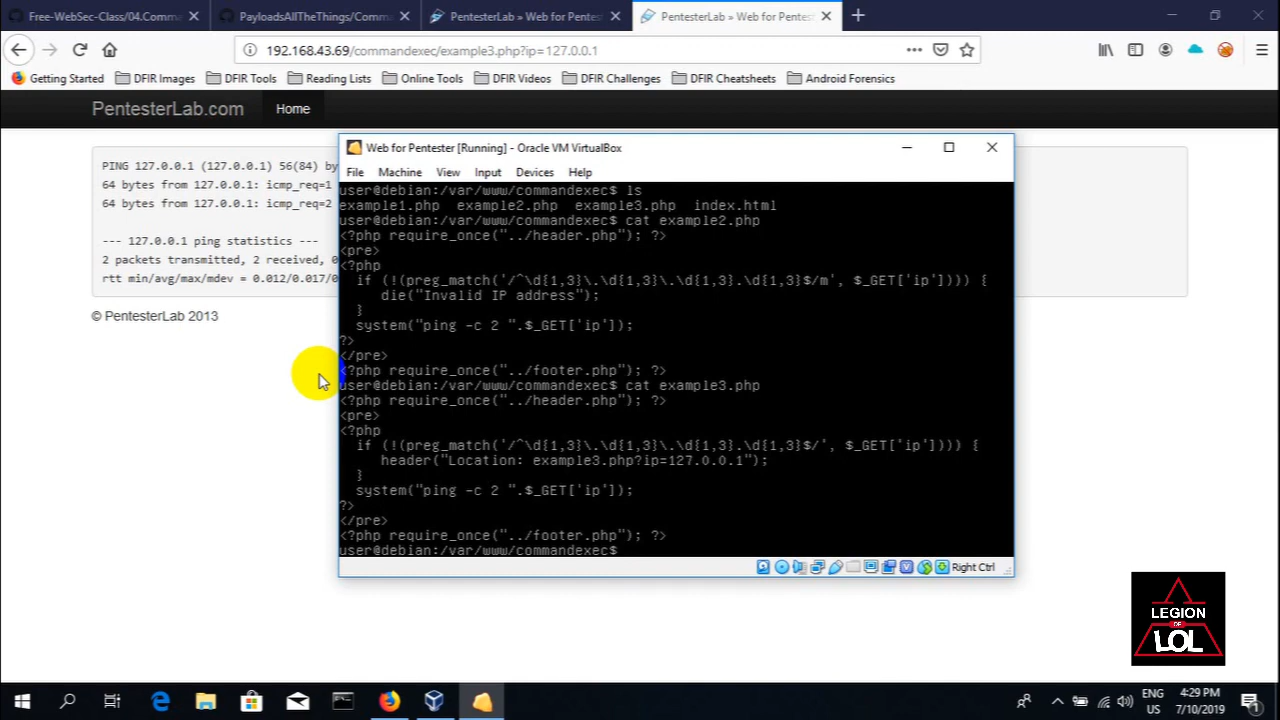 Free-WebSec-Class/04.Comma
PayloadsAllTheThings/Comma
PentesterLab » Web for Pentes
PentesterLab » Web for Pentes
192.168.43.69/commandexec/example3.php?ip=127.0.0.1
Getting Started
DFIR Images
DFIR Tools
Reading Lists
Online Tools
DFIR Videos
DFIR Challenges
DFIR Cheatsheets
Android Forensics
PentesterLab.com
Home
PING 127.0.0.1 (127.0.0.1) 56(84) by
64 bytes from 127.0.0.1: icmp_req=1
64 bytes from 127.0.0.1: icmp_req=2
--- 127.0.0.1 ping statistics ---
2 packets transmitted, 2 received, 0
rtt min/avg/max/mdev = 0.012/0.017/0
© PentesterLab 2013
Web for Pentester [Running] - Oracle VM VirtualBox
File Machine View Input Devices Help
user@debian:/var/www/commandexec$ ls
example1.php example2.php example3.php index.html
user@debian:/var/www/commandexec$ cat example2.php
<?php require_once("../header.php"); ?>
<pre>
<?php
if (!(preg_match('/^\d{1,3}\.\d{1,3}\.\d{1,3}.\d{1,3}$/m', $_GET['ip']))) {
die("Invalid IP address");
}
system("ping -c 2 ".$_GET['ip']);
?>
</pre>
<?php require_once("../footer.php"); ?>
user@debian:/var/www/commandexec$ cat example3.php
<?php require_once("../header.php"); ?>
<pre>
<?php
if (!(preg_match('/^\d{1,3}\.\d{1,3}\.\d{1,3}.\d{1,3}$/', $_GET['ip']))) {
header("Location: example3.php?ip=127.0.0.1");
}
system("ping -c 2 ".$_GET['ip']);
?>
</pre>
<?php require_once("../footer.php"); ?>
user@debian:/var/www/commandexec$
Right Ctrl
LEGION
OF
LOL
ENG
US
4:29 PM
7/10/2019